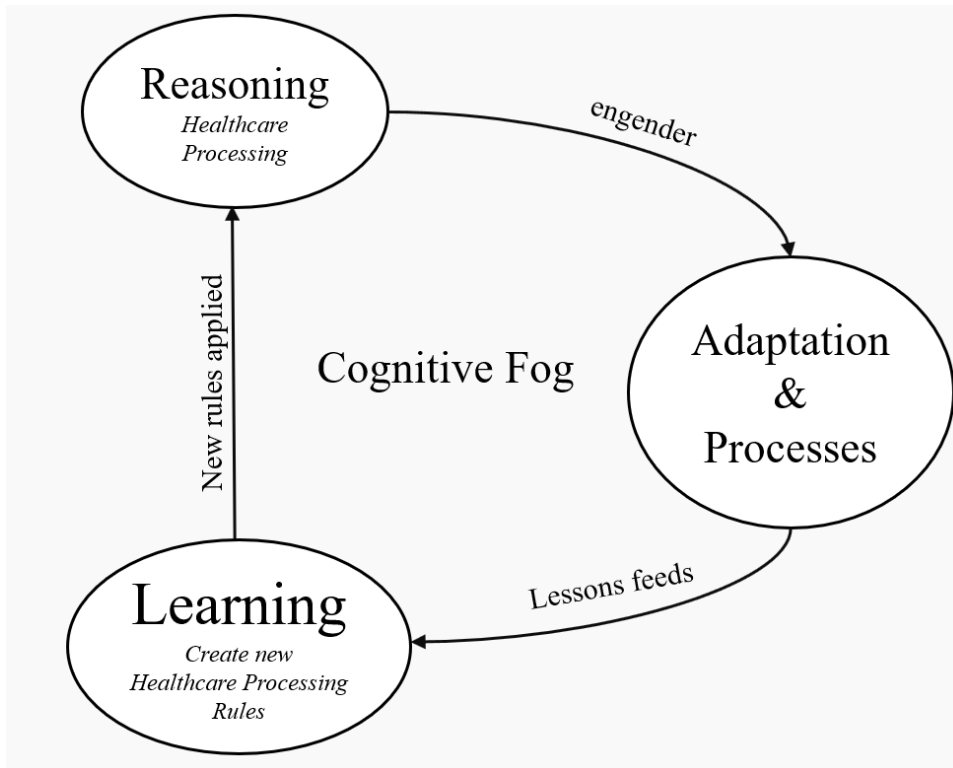 Reasoning
Healthcare
Processing
engender
Adaptation
&
Processes
Cognitive Fog
New rules applied
Lessons feeds
Learning
Create new
Healthcare Processing
Rules